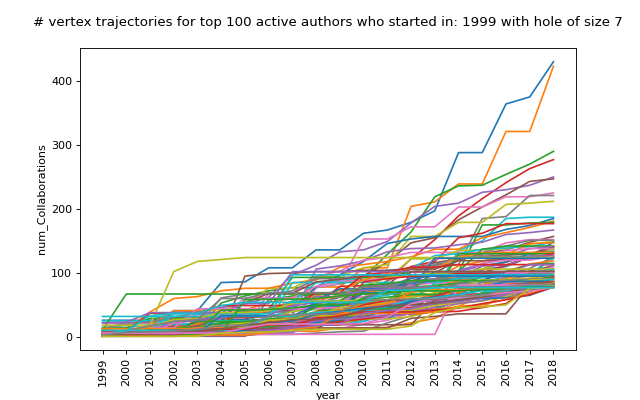 # vertex trajectories for top 100 active authors who started in: 1999 with hole of size 7
num_Collaborations
400
300
200
100
0
1999 2000 2001 2002 2003 2004 2005 2006 2007 2008 2009 2010 2011 2012 2013 2014 2015 2016 2017 2018
year